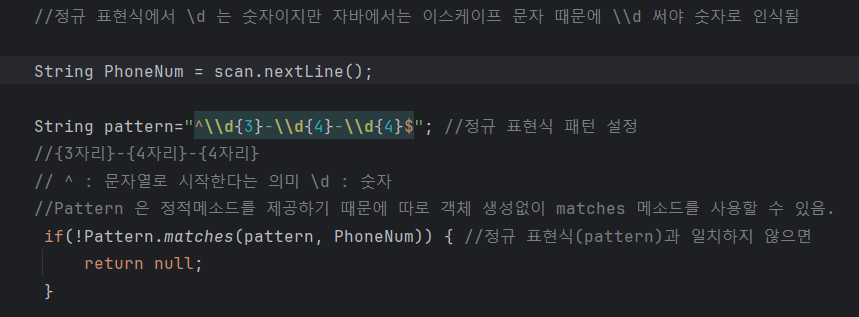 //정규 표현식에서 \d 는 숫자이지만 자바에서는 이스케이프 문자 때문에 \\d 써야 숫자로 인식됨
String PhoneNum = scan.nextLine();
String pattern="^\\d{3}-\\d{4}-\\d{4}$"; //정규 표현식 패턴 설정
//{3자리}-{4자리}-{4자리}
// ^ : 문자열로 시작한다는 의미 \d : 숫자
//Pattern 은 정적메소드를 제공하기 때문에 따로 객체 생성없이 matches 메소드를 사용할 수 있음.
if(!Pattern.matches(pattern, PhoneNum)) { //정규 표현식(pattern)과 일치하지 않으면
return null;
}